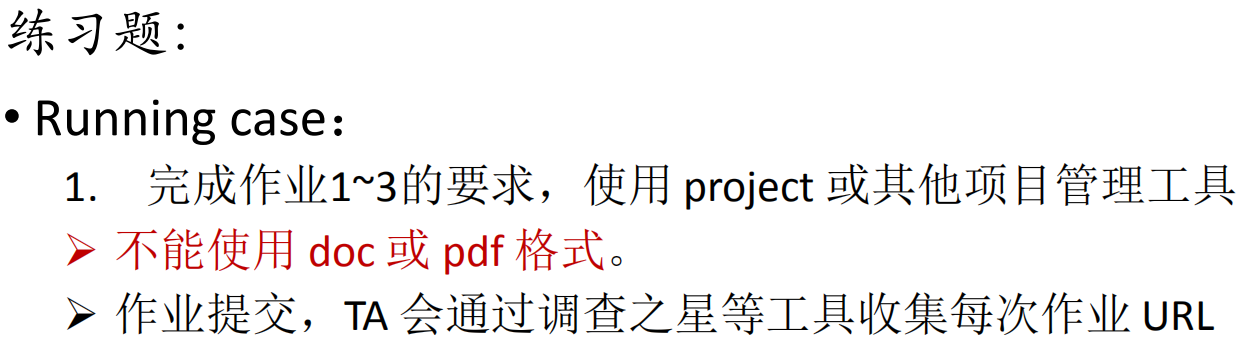 练习题:
• Running case：
1. 完成作业1~3的要求，使用 project 或其他项目管理工具
➢ 不能使用 doc 或 pdf 格式。
➢ 作业提交，TA 会通过调查之星等工具收集每次作业 URL